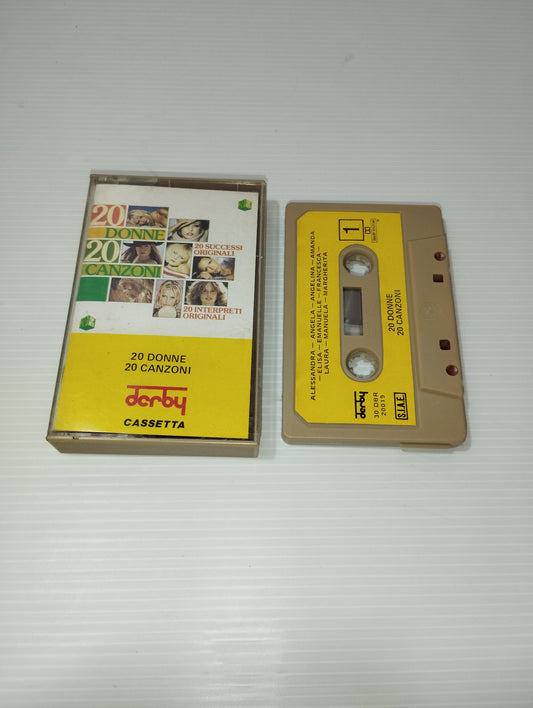 20
DONNE
20
CANZONI
20 SUCCESSI
ORIGINALI
20 INTERPRETI
ORIGINALI
20 DONNE
20 CANZONI
derby
CASSETTA
1
ALESSANDRA — ANGELA — ANGELINA — AMANDA
— ELISA — EMANUELLE — FRANCESCA —
LAURA — MANUELA — MARGHERITA
20 DONNE
20 CANZONI
derby
30 DBR
20019
S.I.A.E.